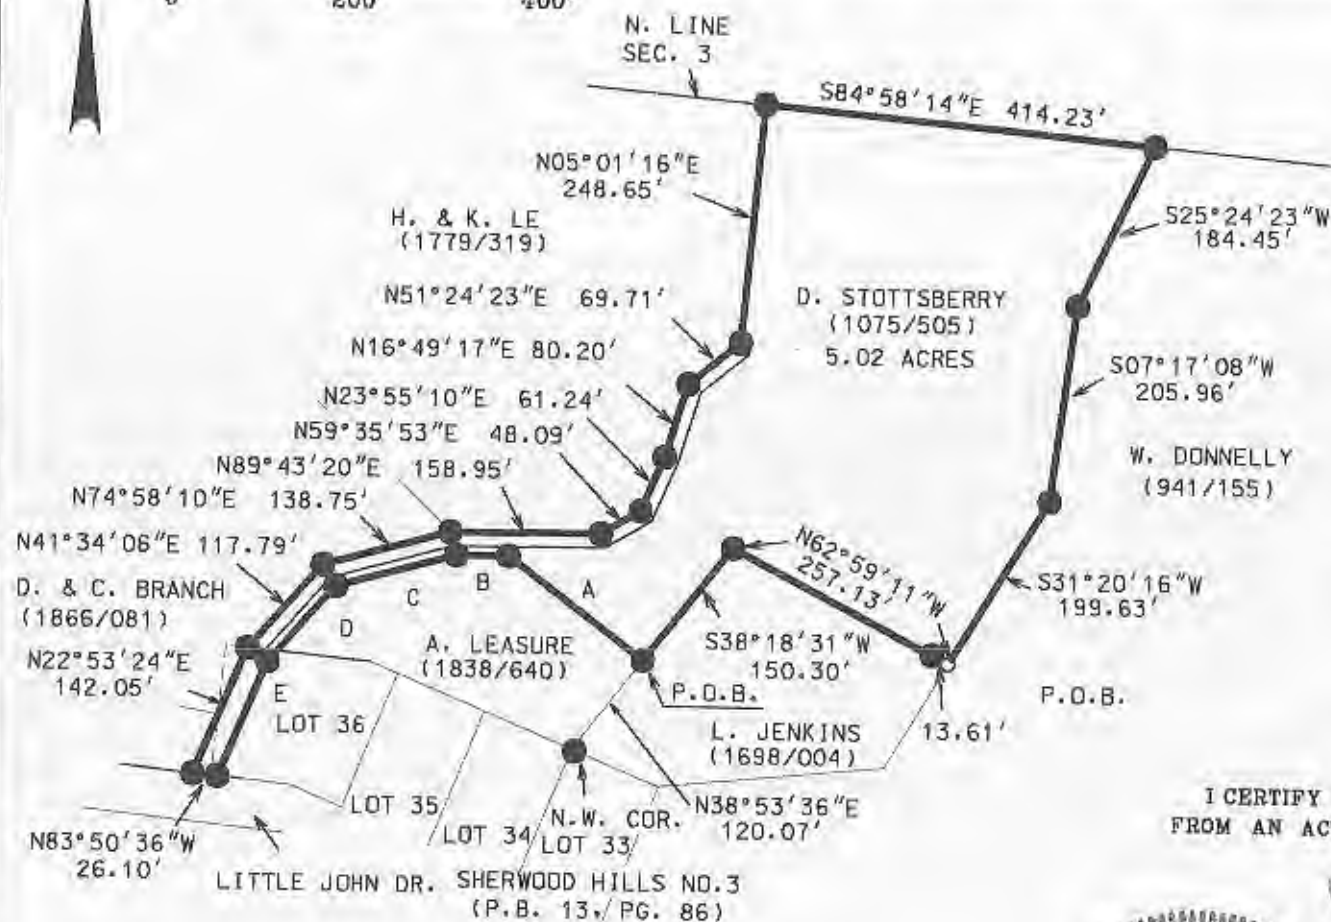 0 200 400
N. LINE
SEC. 3
S84°58'14"E 414.23'
N05°01'16"E
248.65'
S25°24'23"W
184.45'
H. & K. LE
(1779/319)
N51°24'23"E 69.71'
D. STOTTSBERRY
(1075/505)
5.02 ACRES
N16°49'17"E 80.20'
S07°17'08"W
205.96'
N23°55'10"E 61.24'
N59°35'53"E 48.09'
N89°43'20"E 158.95'
W. DONNELLY
(941/155)
N74°58'10"E 138.75'
N41°34'06"E 117.79'
N62°59'11"W
257.13'
D. & C. BRANCH
(1866/081)
S31°20'16"W
199.63'
A
B
C
D
E
A. LEASURE
(1838/640)
S38°18'31"W
150.30'
N22°53'24"E
142.05'
P.O.B.
P.O.B.
LOT 36
L. JENKINS
(1698/004)
13.61'
LOT 35
LOT 34
N.W. COR.
LOT 33
N38°53'36"E
120.07'
I CERTIFY
FROM AN AC
N83°50'36"W
26.10'
LITTLE JOHN DR.
SHERWOOD HILLS NO.3
(P.B. 13, PG. 86)